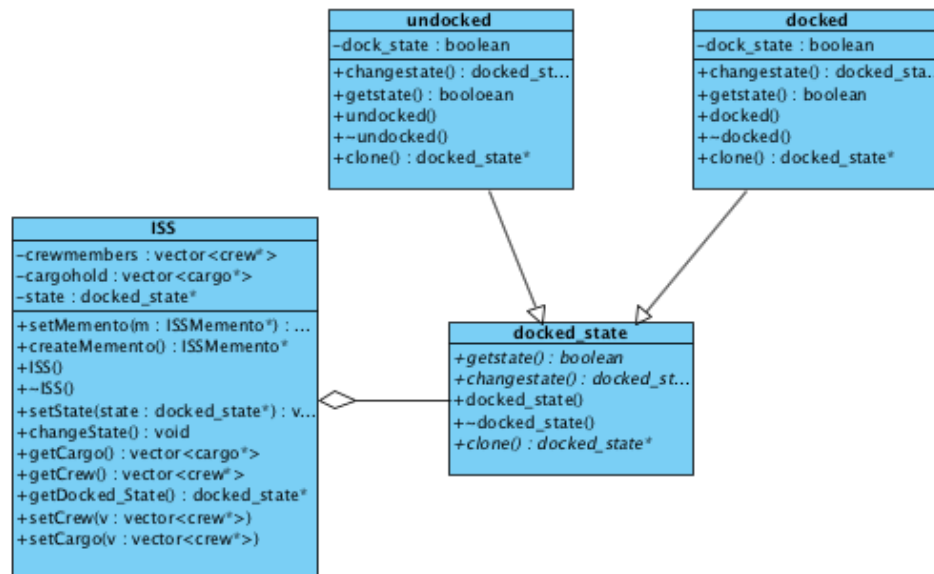 undocked
-dock_state : boolean
+changestate() : docked_st...
+getstate() : booloean
+undocked()
+~undocked()
+clone() : docked_state*
docked
-dock_state : boolean
+changestate() : docked_sta...
+getstate() : boolean
+docked()
+~docked()
+clone() : docked_state*
ISS
-crewmembers : vector<crew*>
-cargohold : vector<cargo*>
-state : docked_state*
+setMemento(m : ISSMemento*) : ...
+createMemento() : ISSMemento*
+ISS()
+~ISS()
+setState(state : docked_state*) : v...
+changeState() : void
+getCargo() : vector<cargo*>
+getCrew() : vector<crew*>
+getDocked_State() : docked_state*
+setCrew(v : vector<crew*>)
+setCargo(v : vector<crew*>)
docked_state
+getstate() : boolean
+changestate() : docked_st...
+docked_state()
+~docked_state()
+clone() : docked_state*